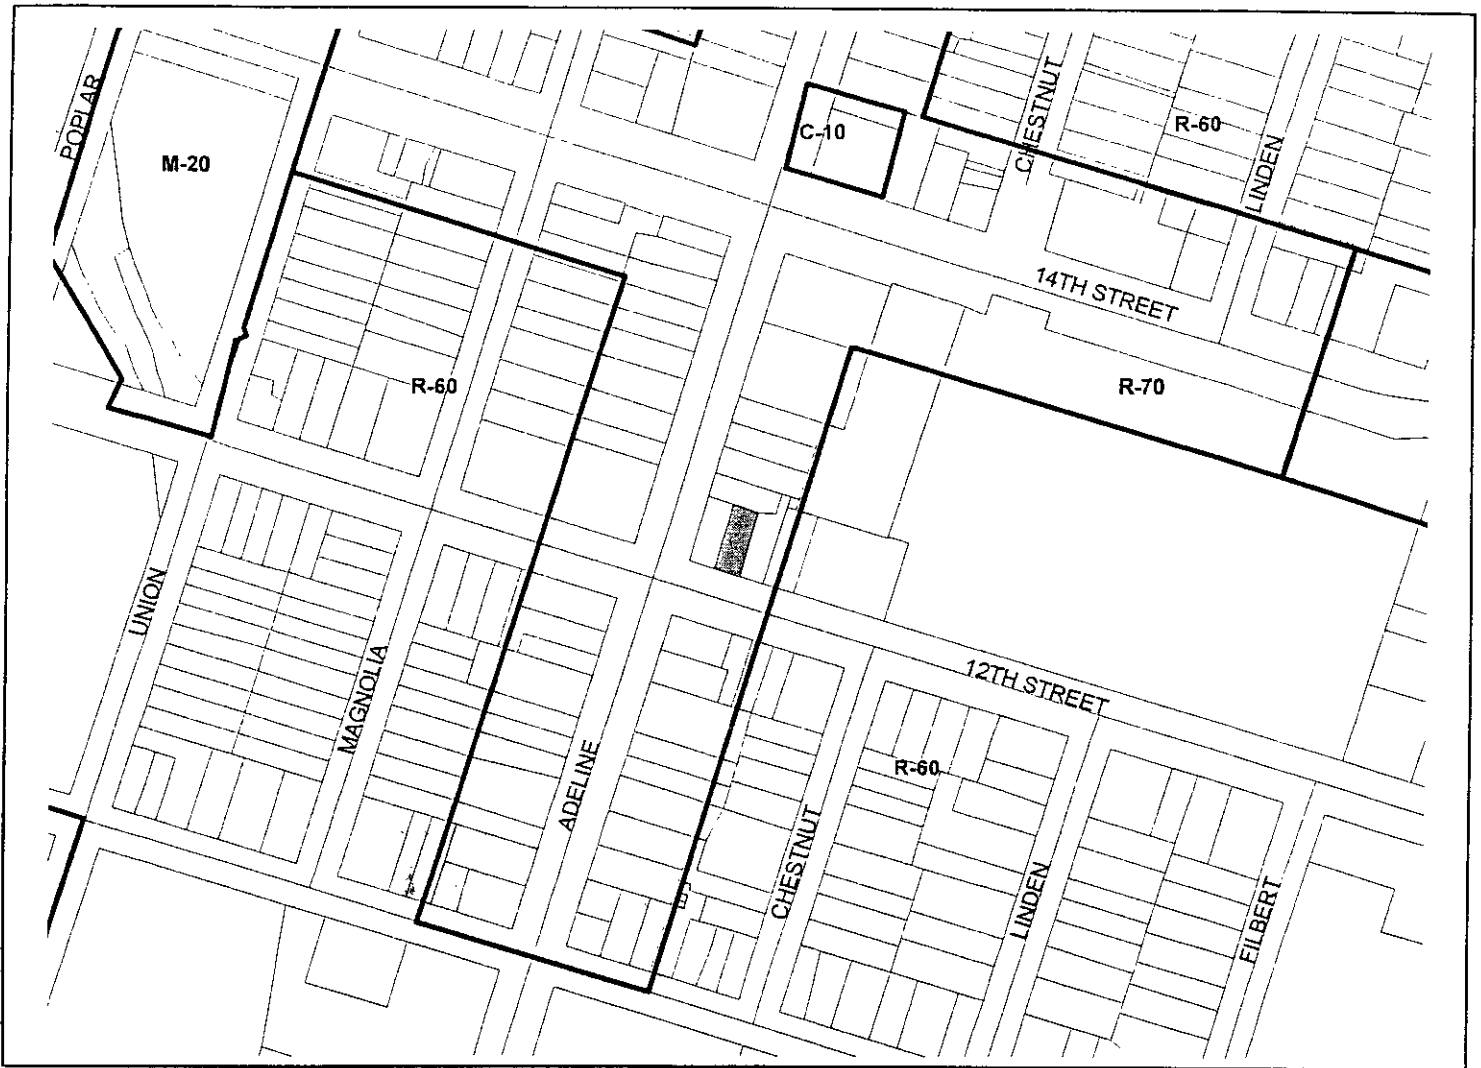 POPLAR
M-20
C-10
CHESTNUT
R-60
LINDEN
14TH STREET
R-60
R-70
UNION
MAGNOLIA
ADELINE
12TH STREET
R-60
CHESTNUT
LINDEN
FILBERT